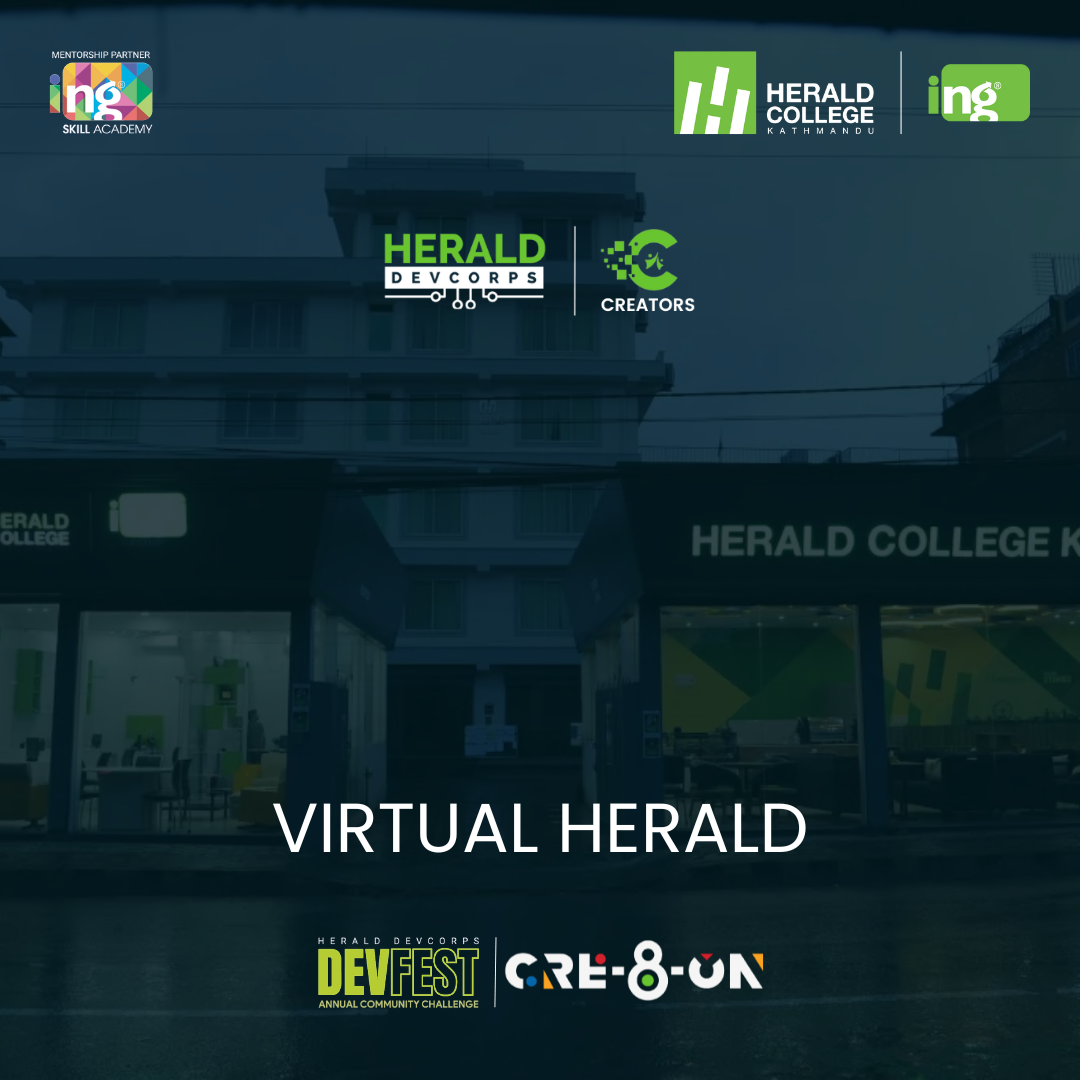 MENTORSHIP PARTNER
ing®
SKILL ACADEMY
HERALD
COLLEGE
KATHMANDU
ing®
HERALD
DEVCORPS
CREATORS
ERALD
OLLEGE
HERALD COLLEGE K
VIRTUAL HERALD
HERALD DEVCORPS
DEVFEST
ANNUAL COMMUNITY CHALLENGE
CRE-8-ON